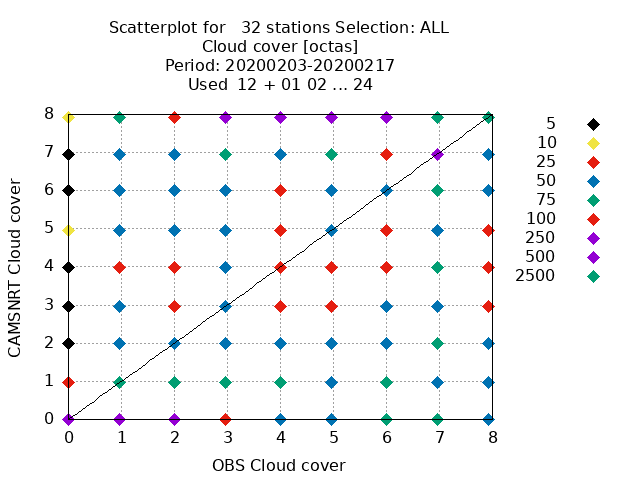 Scatterplot for 32 stations Selection: ALL
Cloud cover [octas]
Period: 20200203-20200217
Used 12 + 01 02 ... 24
8
7
6
5
4
3
2
1
0
0 1 2 3 4 5 6 7 8
CAMSNRT Cloud cover
OBS Cloud cover
5
10
25
50
75
100
250
500
2500